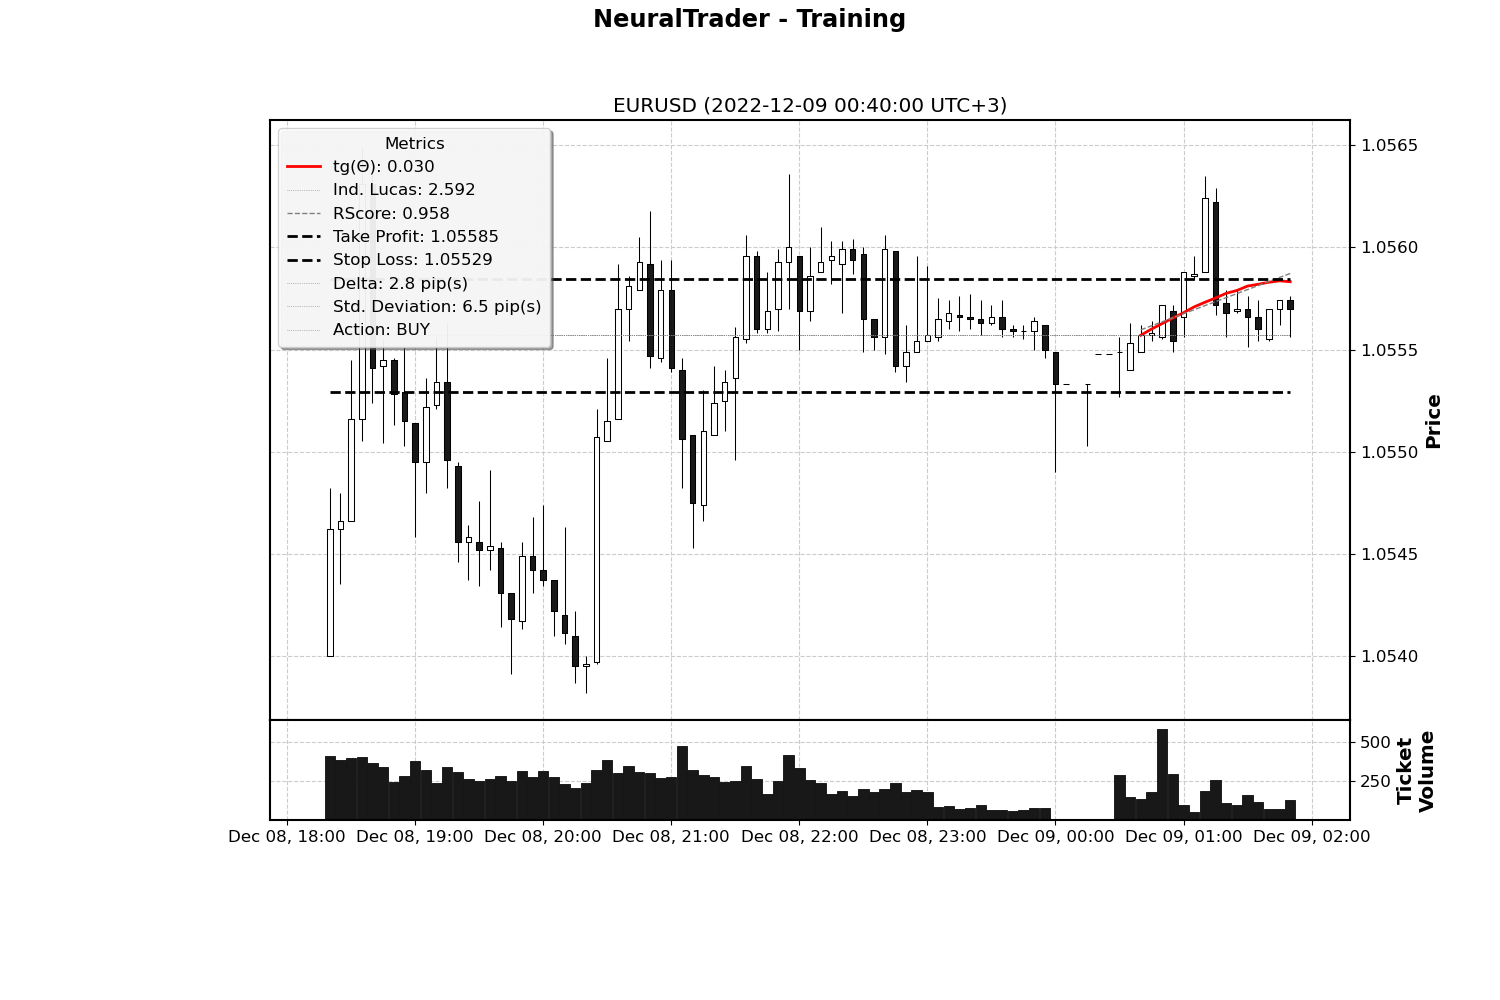 NeuralTrader - Training
EURUSD (2022-12-09 00:40:00 UTC+3)
Metrics
tg(Θ): 0.030
Ind. Lucas: 2.592
RScore: 0.958
Take Profit: 1.05585
Stop Loss: 1.05529
Delta: 2.8 pip(s)
Std. Deviation: 6.5 pip(s)
Action: BUY
1.0565
1.0560
1.0555
1.0550
1.0545
1.0540
Price
500
250
Ticket
Volume
Dec 08, 18:00 Dec 08, 19:00 Dec 08, 20:00 Dec 08, 21:00 Dec 08, 22:00 Dec 08, 23:00 Dec 09, 00:00 Dec 09, 01:00 Dec 09, 02:00